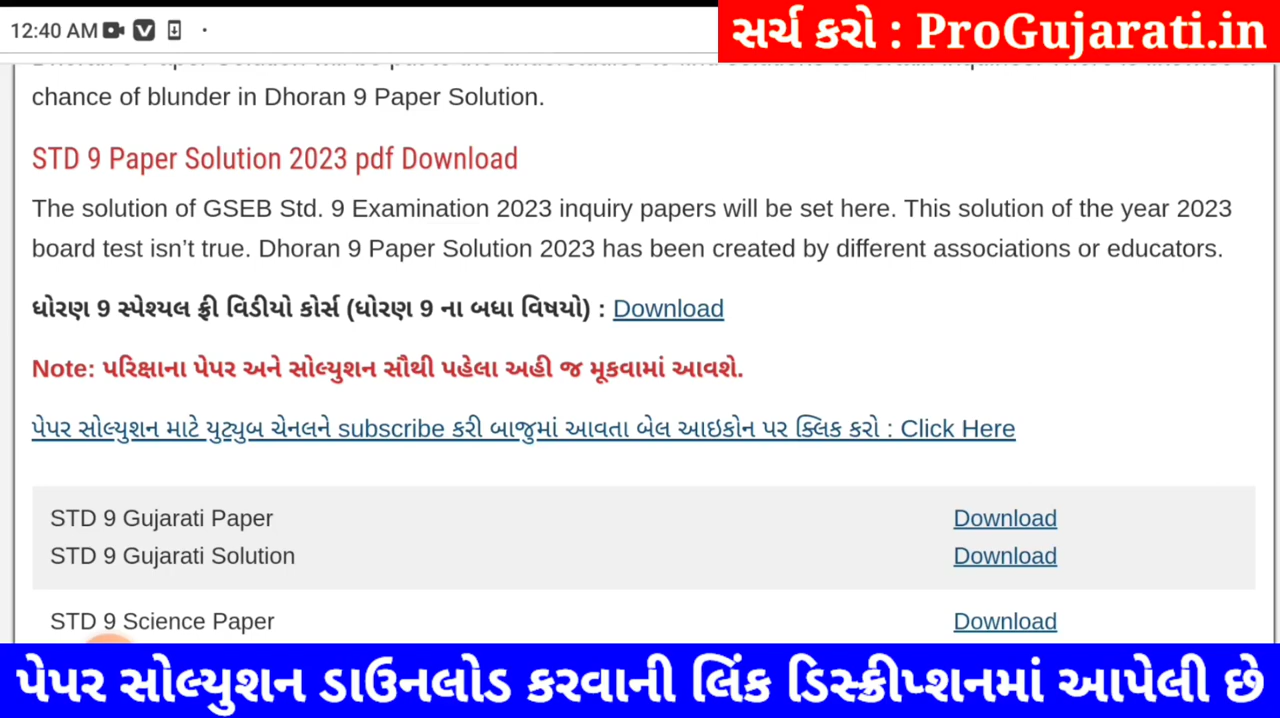 12:40 AM
સર્ચ કરો : ProGujarati.in
chance of blunder in Dhoran 9 Paper Solution.
STD 9 Paper Solution 2023 pdf Download
The solution of GSEB Std. 9 Examination 2023 inquiry papers will be set here. This solution of the year 2023
board test isn’t true. Dhoran 9 Paper Solution 2023 has been created by different associations or educators.
ધોરણ 9 સ્પેશ્યલ ફ્રી વિડીયો કોર્સ (ધોરણ 9 ના બધા વિષયો) : Download
Note: પરિક્ષાના પેપર અને સોલ્યુશન સૌથી પહેલા અહી જ મૂકવામાં આવશે.
પેપર સોલ્યુશન માટે યુટ્યુબ ચેનલને subscribe કરી બાજુમાં આવતા બેલ આઇકોન પર ક્લિક કરો : Click Here
STD 9 Gujarati Paper Download
STD 9 Gujarati Solution Download
STD 9 Science Paper Download
પેપર સોલ્યુશન ડાઉનલોડ કરવાની લિંક ડિસ્ક્રીપ્શનમાં આપેલી છે